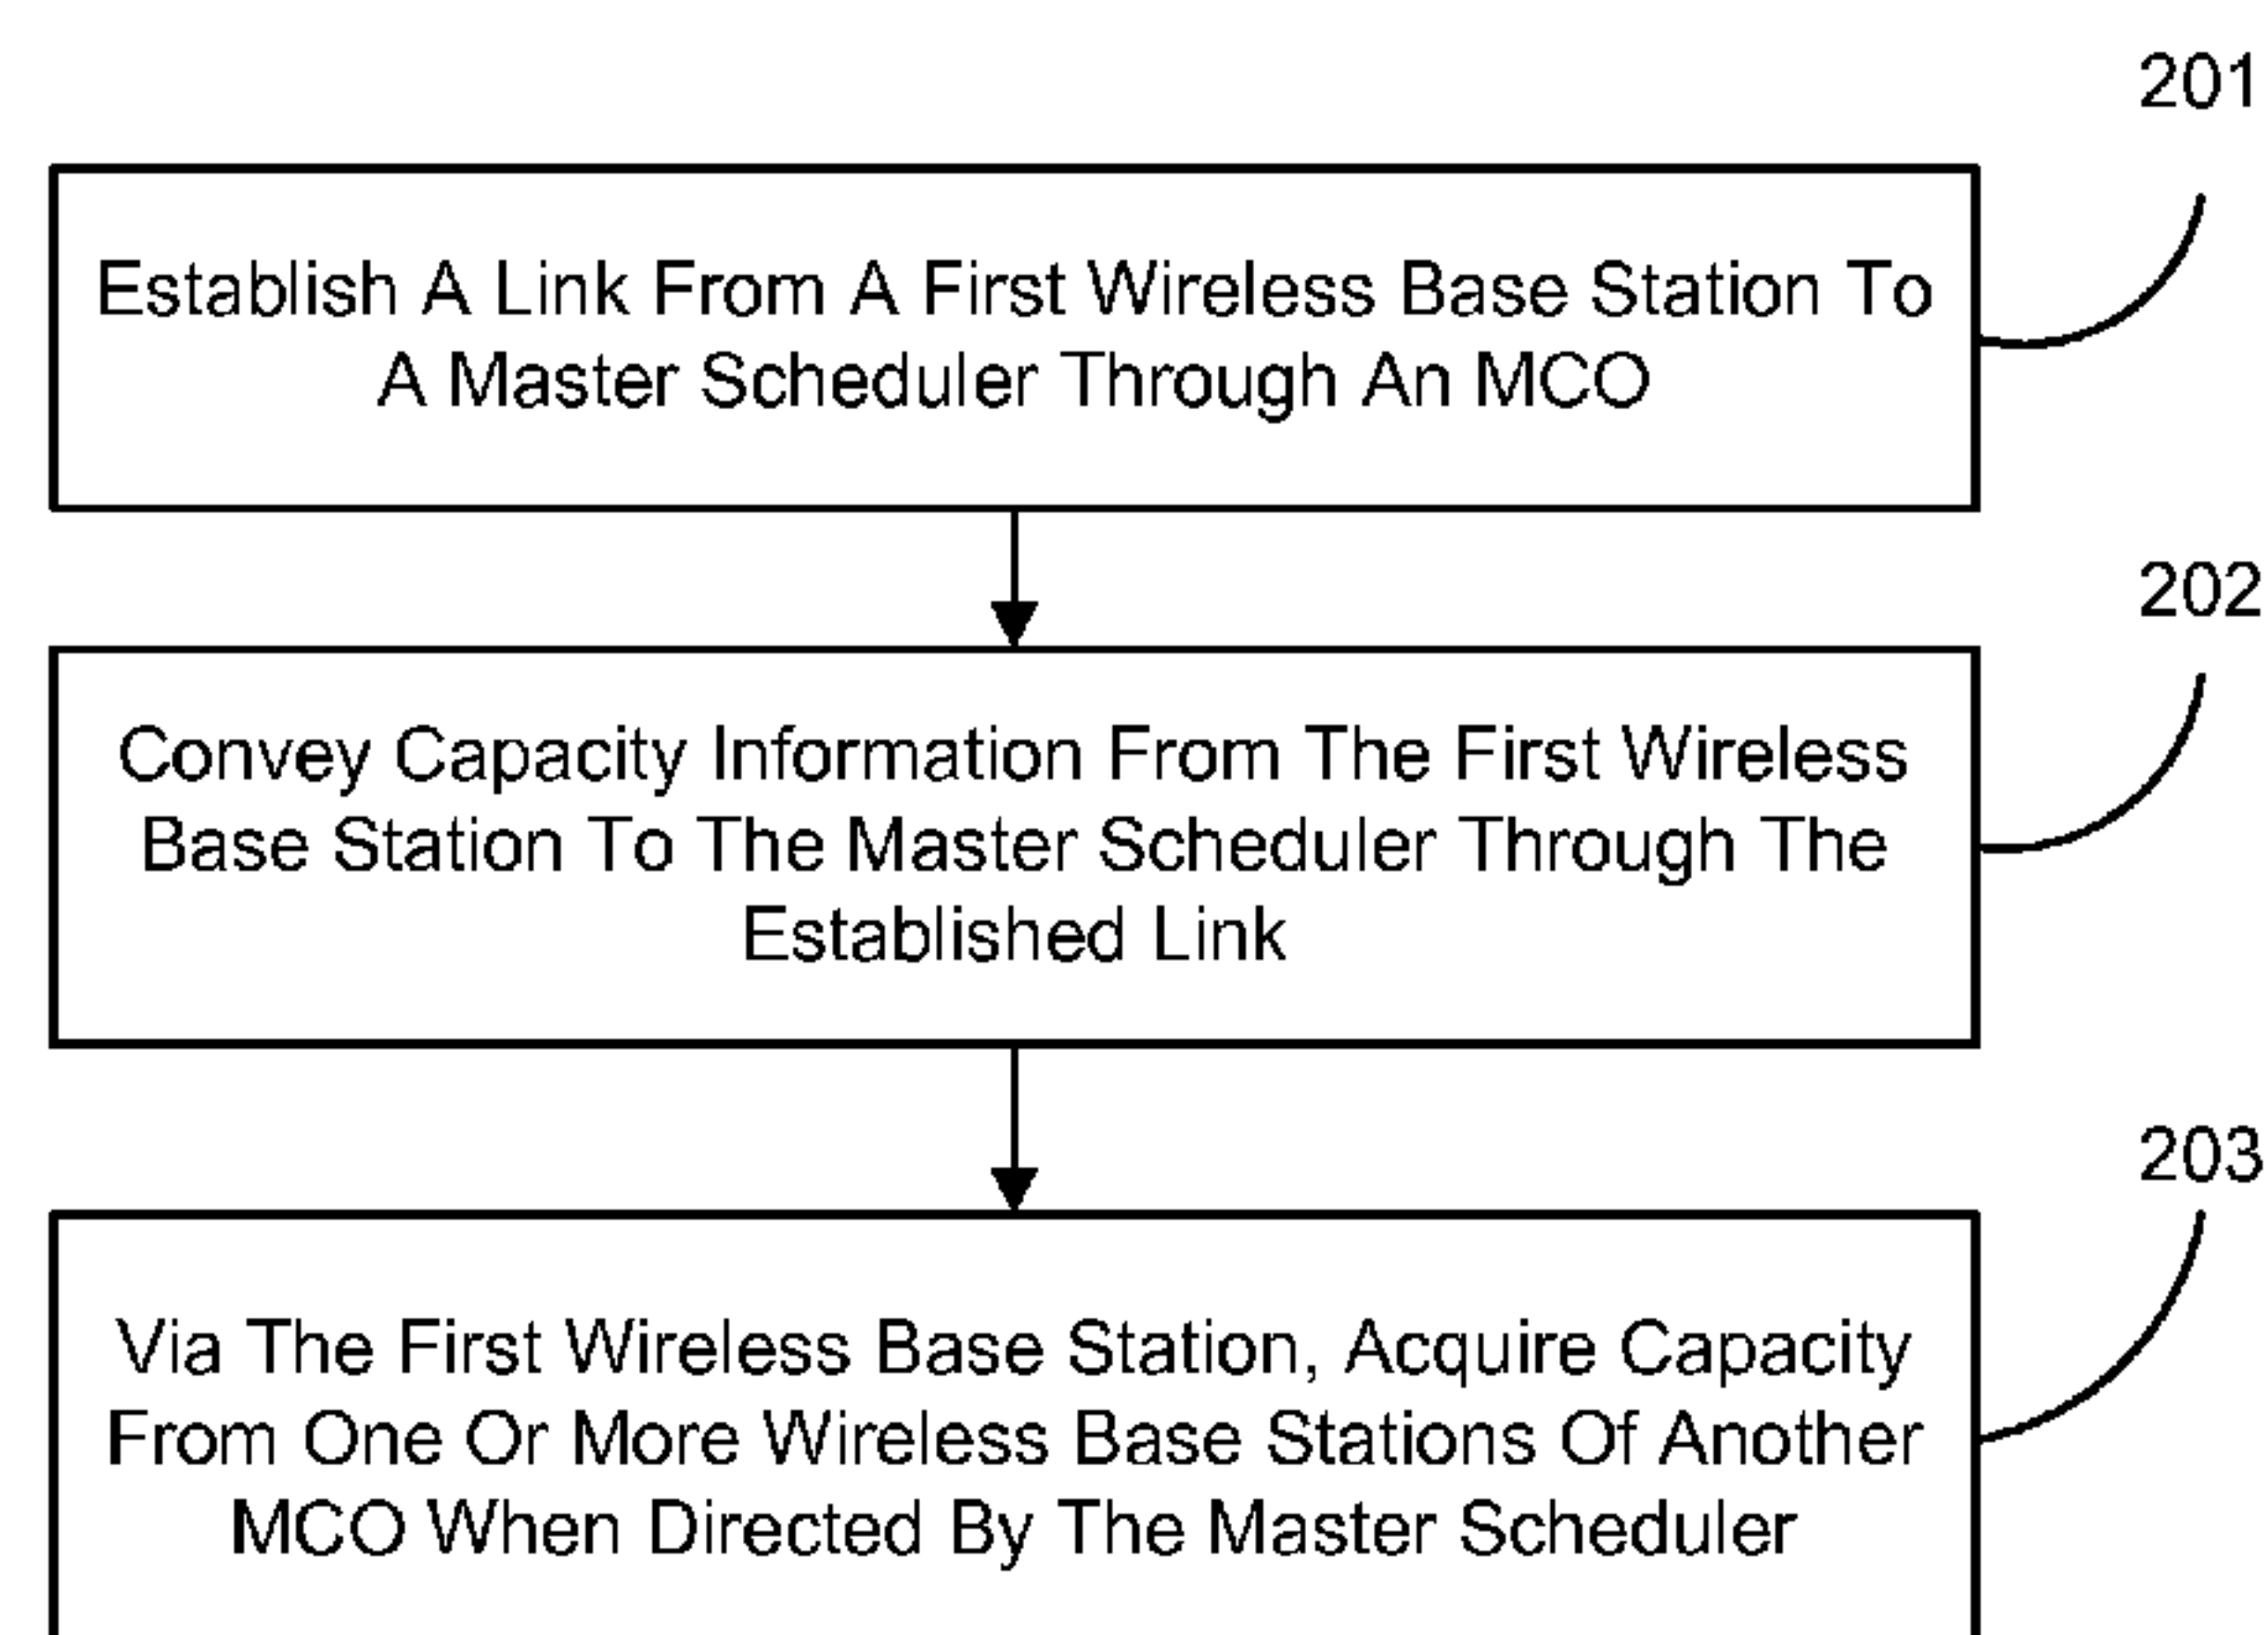 201
Establish A Link From A First Wireless Base Station To
A Master Scheduler Through An MCO
202
Convey Capacity Information From The First Wireless
Base Station To The Master Scheduler Through The
Established Link
203
Via The First Wireless Base Station, Acquire Capacity
From One Or More Wireless Base Stations Of Another
MCO When Directed By The Master Scheduler